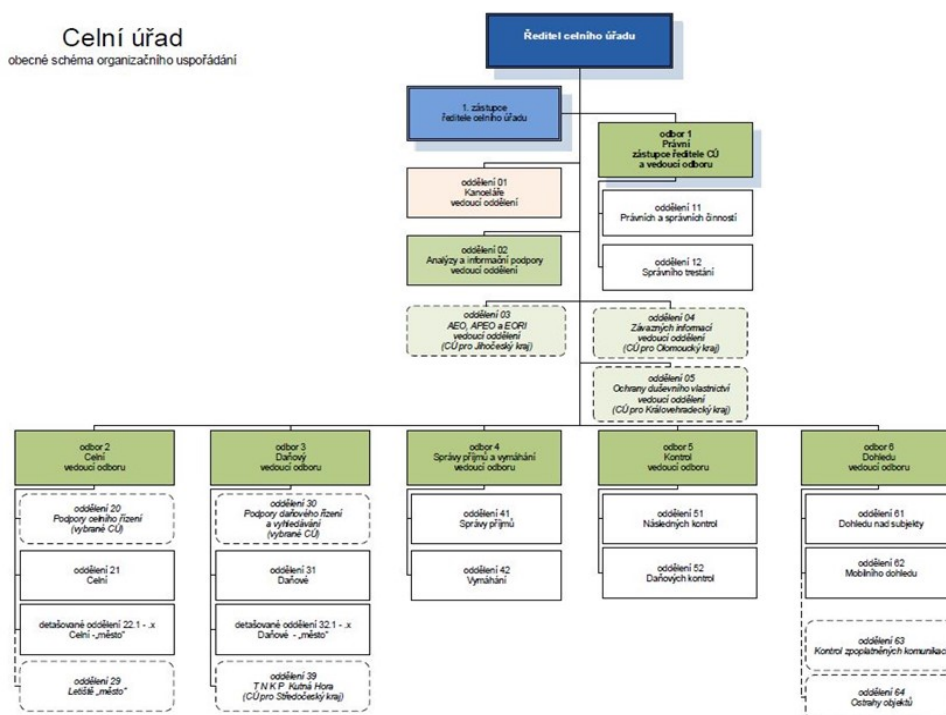 Celní úřad
obecné schéma organizačního uspořádání
Ředitel celního úřadu
1. zástupce
ředitele celního úřadu
odbor 1
Právní
zástupce ředitele CÚ
a vedoucí odboru
oddělení 01
Kanceláře
vedoucí oddělení
oddělení 11
Právních a správních činností
oddělení 02
Analýzy a informační podpory
vedoucí oddělení
oddělení 12
Správního trestání
oddělení 03
AEO, APEO a EORI
vedoucí oddělení
(CÚ pro Jihočeský kraj)
oddělení 04
Závazných informací
vedoucí oddělení
(CÚ pro Olomoucký kraj)
oddělení 05
Ochrany duševního vlastnictví
vedoucí oddělení
(CÚ pro Královehradecký kraj)
odbor 2
Celní
vedoucí odboru
oddělení 20
Podpory celního řízení
(vybrané CÚ)
oddělení 21
Celní
detašované oddělení 22.1 - .x
Celní -„město“
oddělení 29
Letiště „město“
odbor 3
Daňový
vedoucí odboru
oddělení 30
Podpory daňového řízení
a vyhledávání
(vybrané CÚ)
oddělení 31
Daňové
detašované oddělení 32.1 - .x
Daňové - „město“
oddělení 39
T N K P Kutná Hora
(CÚ pro Středočeský kraj)
odbor 4
Správy příjmů a vymáhání
vedoucí odboru
oddělení 41
Správy příjmů
oddělení 42
Vymáhání
odbor 5
Kontrol
vedoucí odboru
oddělení 51
Následných kontrol
oddělení 52
Daňových kontrol
odbor 6
Dohledu
vedoucí odboru
oddělení 61
Dohledu nad subjekty
oddělení 62
Mobilního dohledu
oddělení 63
Kontrol zpoplatněných komunikac
oddělení 64
Ostrahy objektů